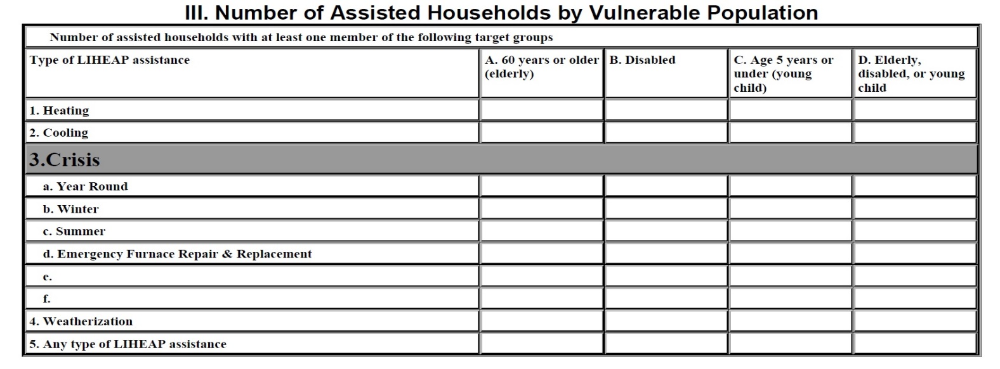 III. Number of Assisted Households by Vulnerable Population
Number of assisted households with at least one member of the following target groups
Type of LIHEAP assistance
A. 60 years or older
(elderly)
B. Disabled
C. Age 5 years or
under (young
child)
D. Elderly,
disabled, or young
child
1. Heating
2. Cooling
3.Crisis
a. Year Round
b. Winter
c. Summer
d. Emergency Furnace Repair & Replacement
e.
f.
4. Weatherization
5. Any type of LIHEAP assistance